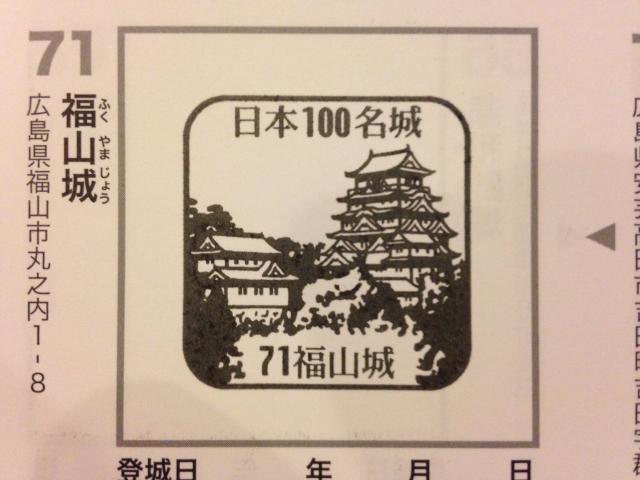 71
福山城
ふくやまじょう
広島県福山市丸之内1-8
日本100名城
71福山城
登城日 年 月 日